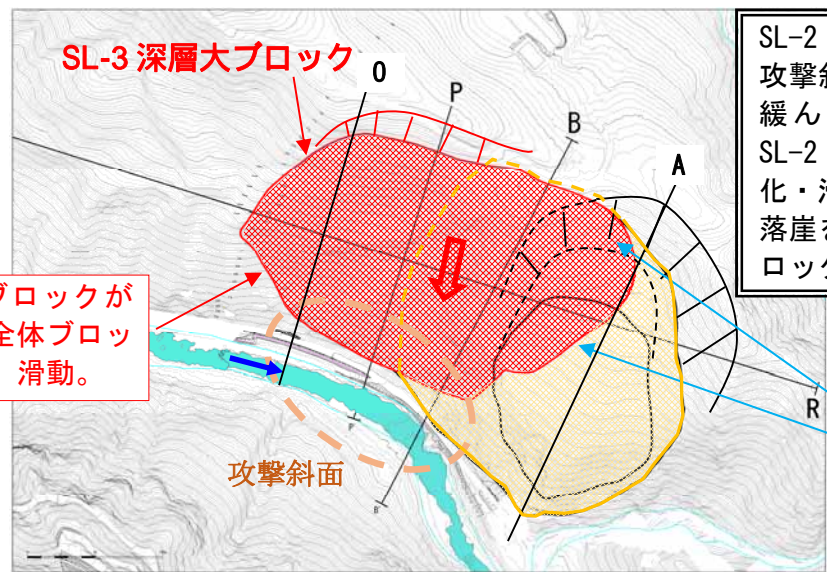 SL-3 深層大ブロック
O
P
B
A
SL-2
攻撃斜
緩ん
SL-2
化・
落崖を
ロック
ブロックが
全体ブロッ
滑動。
攻撃斜面
R
P'
B'